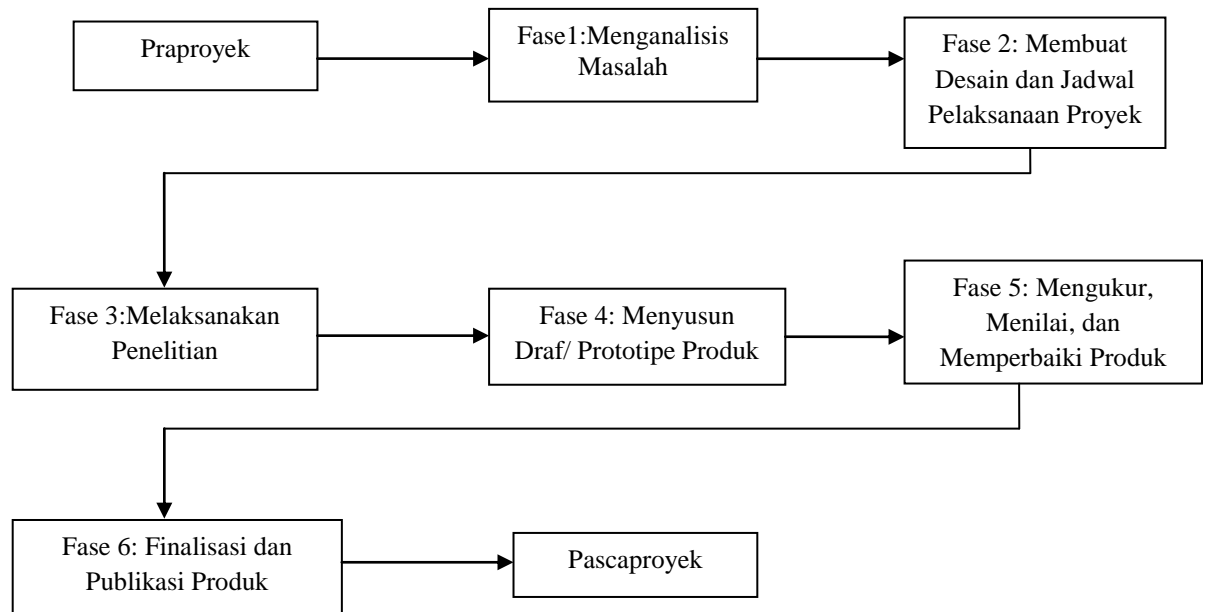 Praproyek
Fase1:Menganalisis
Masalah
Fase 2: Membuat
Desain dan Jadwal
Pelaksanaan Proyek
Fase 3:Melaksanakan
Penelitian
Fase 4: Menyusun
Draf/ Prototipe Produk
Fase 5: Mengukur,
Menilai, dan
Memperbaiki Produk
Fase 6: Finalisasi dan
Publikasi Produk
Pascaproyek